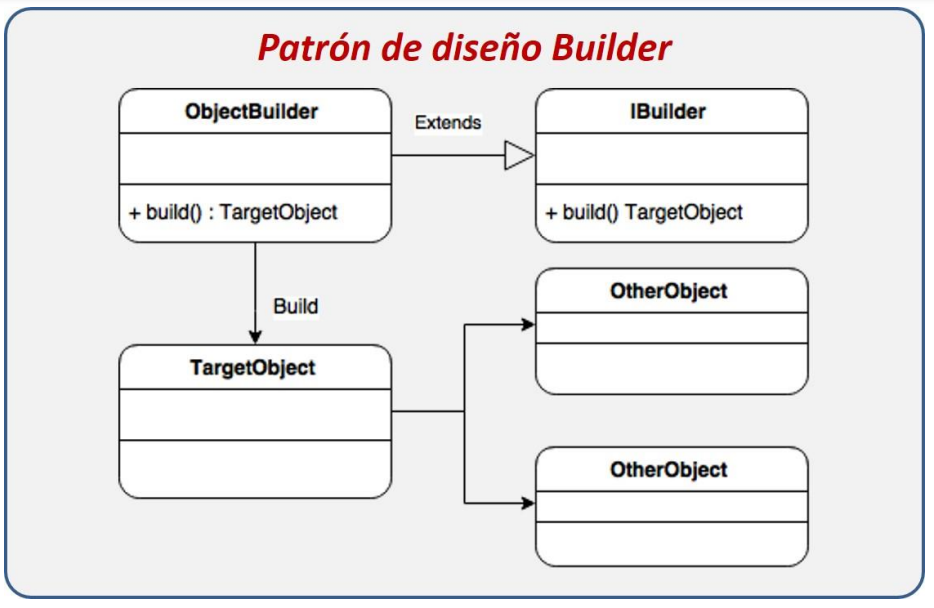 Patrón de diseño Builder
ObjectBuilder
+ build() : TargetObject
Extends
IBuilder
+ build() TargetObject
Build
TargetObject
OtherObject
OtherObject